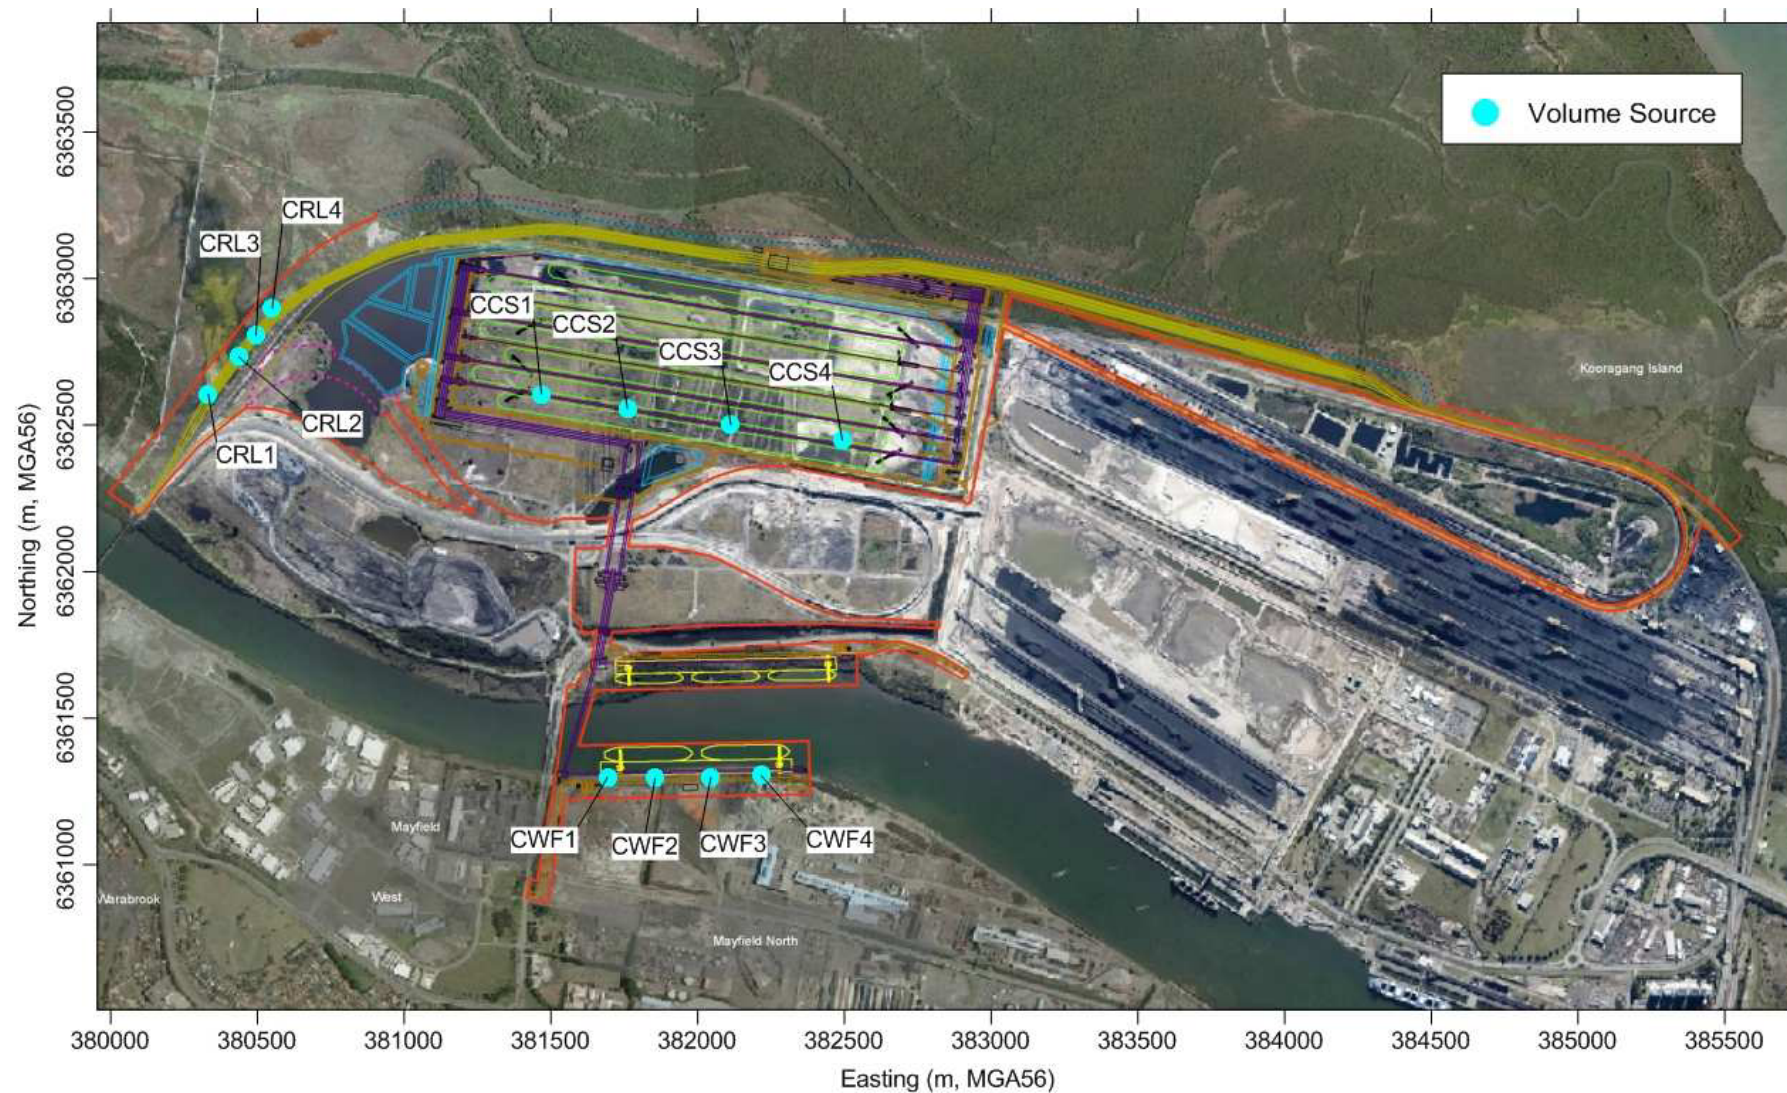 Volume Source
CRL4
CRL3
CCS1
CCS2
CCS3
CCS4
Kooragang Island
CRL2
CRL1
CWF1
CWF2
CWF3
CWF4
Mayfield
West
Warabrook
Mayfield North
6363500
6363000
6362500
6362000
6361500
6361000
Northing (m, MGA56)
380000 380500 381000 381500 382000 382500 383000 383500 384000 384500 385000 385500
Easting (m, MGA56)